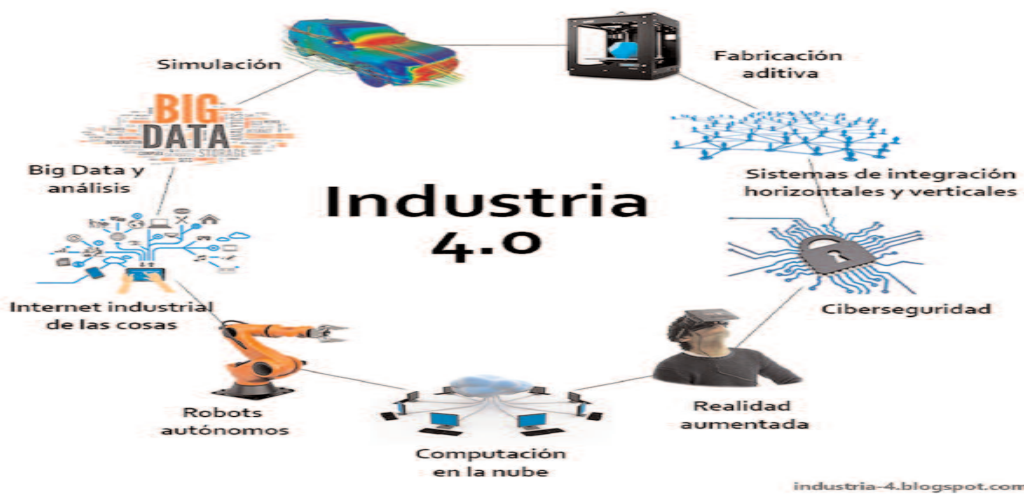 Simulación
Fabricación
aditiva
BIG
DATA
STORAGE
Big Data y
análisis
Sistemas de integración
horizontales y verticales
Industria
4.0
Internet industrial
de las cosas
Ciberseguridad
Robots
autónomos
Realidad
aumentada
Computación
en la nube
industria-4.blogspot.com